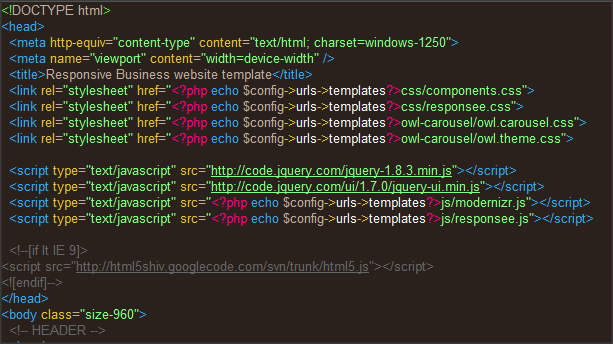 <!DOCTYPE html>
<head>
<meta http-equiv="content-type" content="text/html; charset=windows-1250">
<meta name="viewport" content="width=device-width" />
<title>Responsive Business website template</title>
<link rel="stylesheet" href="<?php echo $config->urls->templates?>css/components.css">
<link rel="stylesheet" href="<?php echo $config->urls->templates?>css/responsee.css">
<link rel="stylesheet" href="<?php echo $config->urls->templates?>owl-carousel/owl.carousel.css">
<link rel="stylesheet" href="<?php echo $config->urls->templates?>owl-carousel/owl.theme.css">
<script type="text/javascript" src="http://code.jquery.com/jquery-1.8.3.min.js"></script>
<script type="text/javascript" src="http://code.jquery.com/ui/1.7.0/jquery-ui.min.js"></script>
<script type="text/javascript" src="<?php echo $config->urls->templates?>js/modernizr.js"></script>
<script type="text/javascript" src="<?php echo $config->urls->templates?>js/responsee.js"></script>
<!--[if lt IE 9]>
<script src="http://html5shiv.googlecode.com/svn/trunk/html5.js"></script>
<![endif]-->
</head>
<body class="size-960">
<!-- HEADER -->